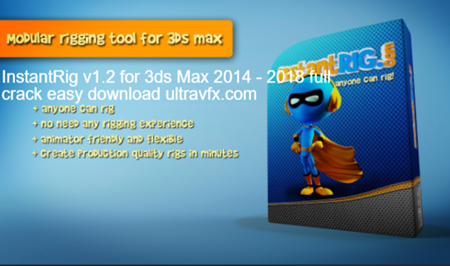 Modular rigging tool for 3ds max
InstantRig v1.2 for 3ds Max 2014 - 2018 full
crack easy download ultravfx.com
+ anyone can rig
+ no need any rigging experience
+ animator friendly and flexible
+ Create Production quality rigs in minutes
anyone can rig!